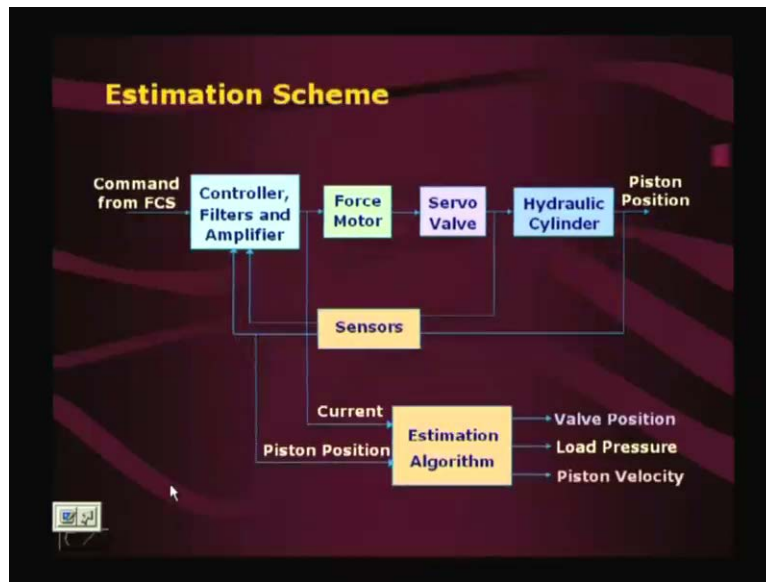 Estimation Scheme
Command
from FCS
Controller,
Filters and
Amplifier
Force
Motor
Servo
Valve
Hydraulic
Cylinder
Piston
Position
Sensors
Current
Piston Position
Estimation
Algorithm
Valve Position
Load Pressure
Piston Velocity